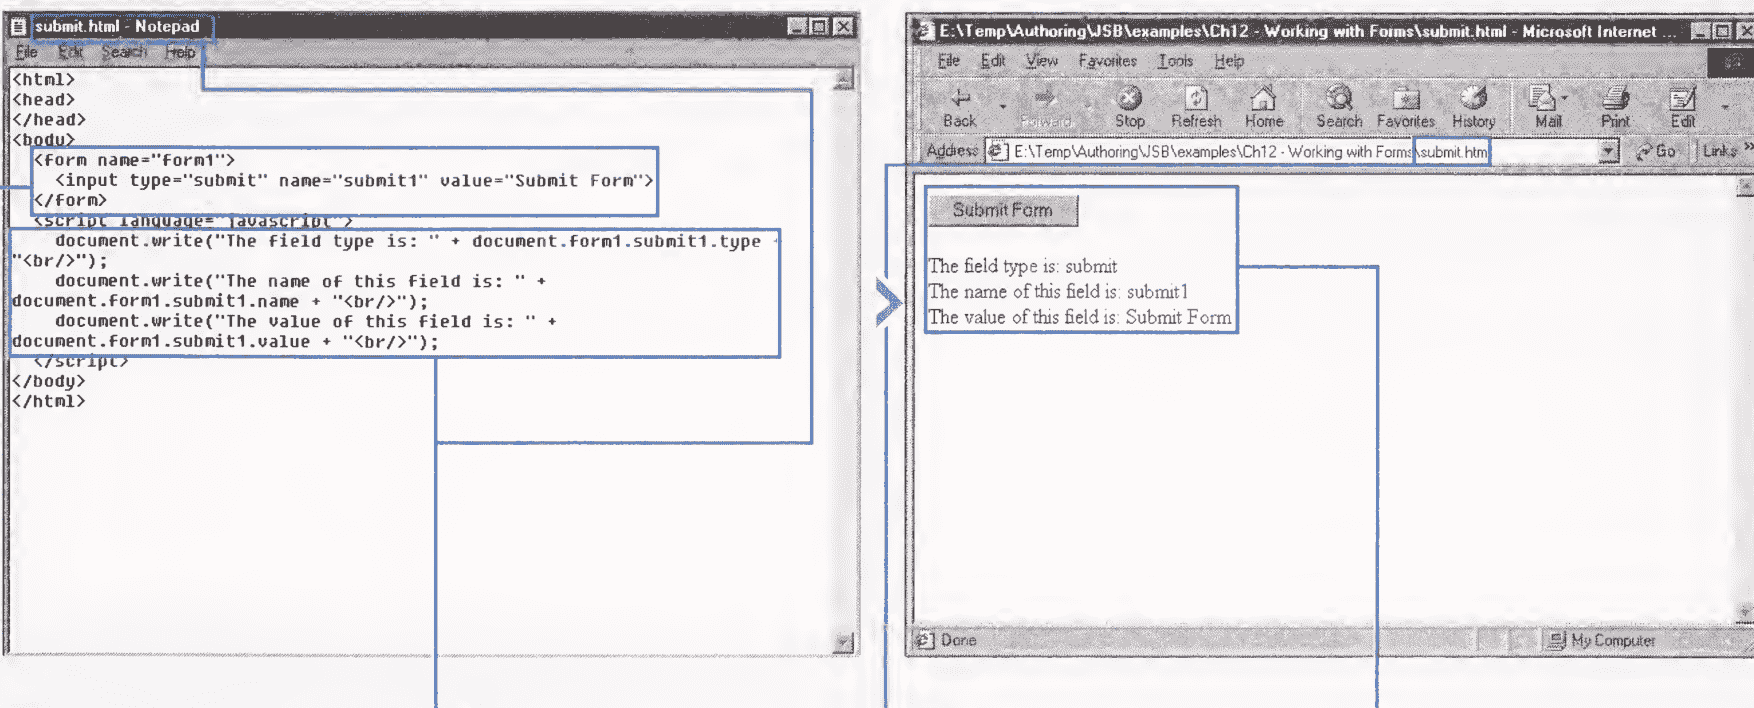 submit.html - Notepad
File Edit Search Help
<html>
<head>
</head>
<body>
<form name="form1">
<input type="submit" name="submit1" value="Submit Form">
</form>
<script language="javascript">
document.write("The field type is: " + document.form1.submit1.type +
"<br/>");
document.write("The name of this field is: " +
document.form1.submit1.name + "<br/>");
document.write("The value of this field is: " +
document.form1.submit1.value + "<br/>");
</script>
</body>
</html>
E:\Temp\Authoring\JSB\examples\Ch12 - Working with Forms\submit.html - Microsoft Internet ...
File Edit View Favorites Tools Help
Back Forward Stop Refresh Home Search Favorites History Mail Print Edit
Address E:\Temp\Authoring\JSB\examples\Ch12 - Working with Forms\submit.htm Go Links »
Submit Form
The field type is: submit
The name of this field is: submit1
The value of this field is: Submit Form
Done My Computer